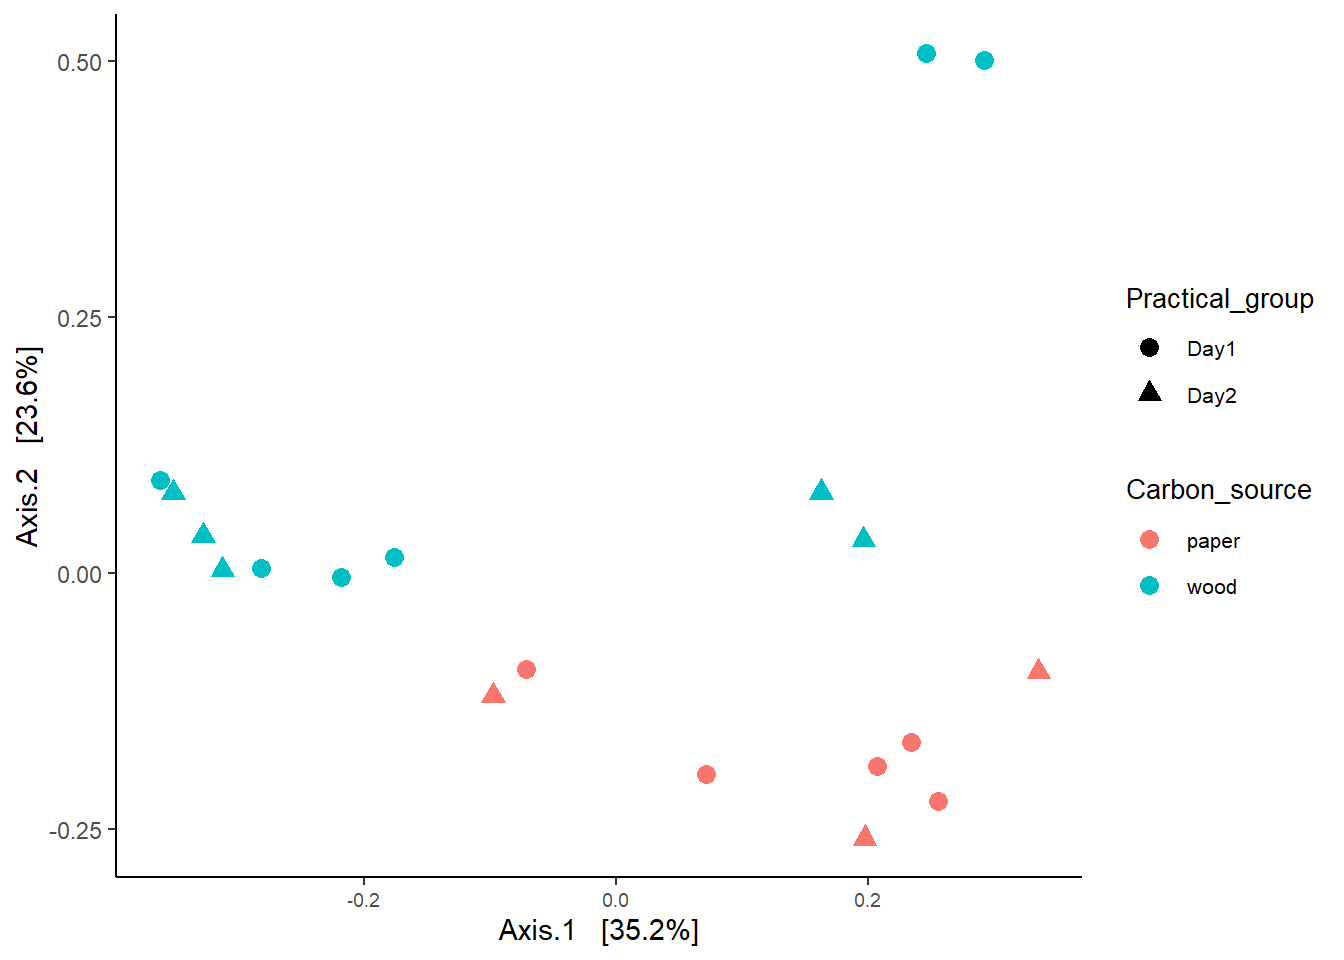 0.50
0.25
0.00
-0.25
Axis.2 [23.6%]
-0.2
0.0
0.2
Axis.1 [35.2%]
Practical_group
Day1
Day2
Carbon_source
paper
wood